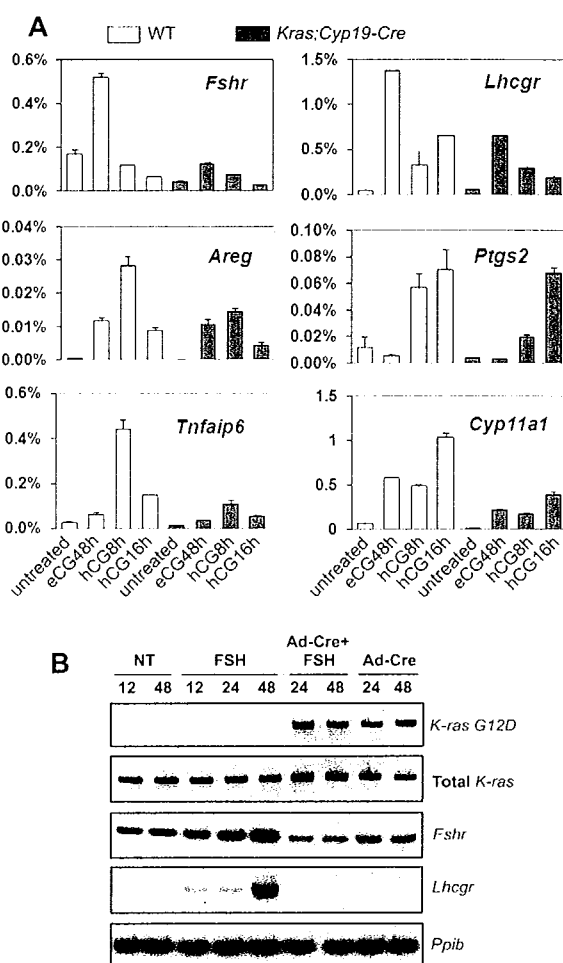 A
WT
Kras;Cyp19-Cre
0.6%
0.4%
0.2%
0.0%
Fshr
1.5%
1.0%
0.5%
0.0%
Lhcgr
0.04%
0.03%
0.02%
0.01%
0.00%
Areg
0.10%
0.08%
0.06%
0.04%
0.02%
0.00%
Ptgs2
0.6%
0.4%
0.2%
0.0%
Tnfaip6
1.5
1
0.5
0
Cyp11a1
untreated
eCG48h
hCG8h
hCG16h
untreated
eCG48h
hCG8h
hCG16h
untreated
eCG48h
hCG8h
hCG16h
untreated
eCG48h
hCG8h
hCG16h
B
NT FSH Ad-Cre+ FSH Ad-Cre
12 48 12 24 48 24 48 24 48
K-ras G12D
Total K-ras
Fshr
Lhcgr
Ppib